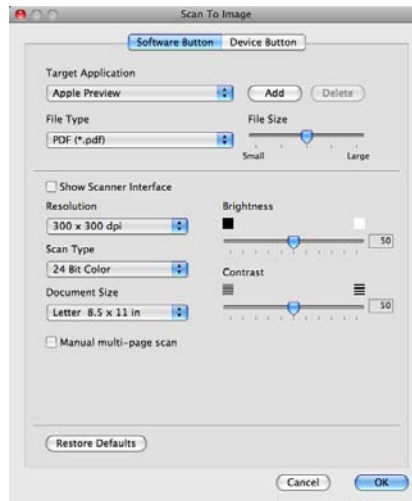 Scan To Image
Software Button Device Button
Target Application
Apple Preview Add Delete
File Type File Size
PDF (*.pdf)
Small Large
Show Scanner Interface
Resolution Brightness
300 x 300 dpi
50
Scan Type
24 Bit Color Contrast
Document Size
Letter 8.5 x 11 in 50
Manual multi-page scan
Restore Defaults
Cancel OK